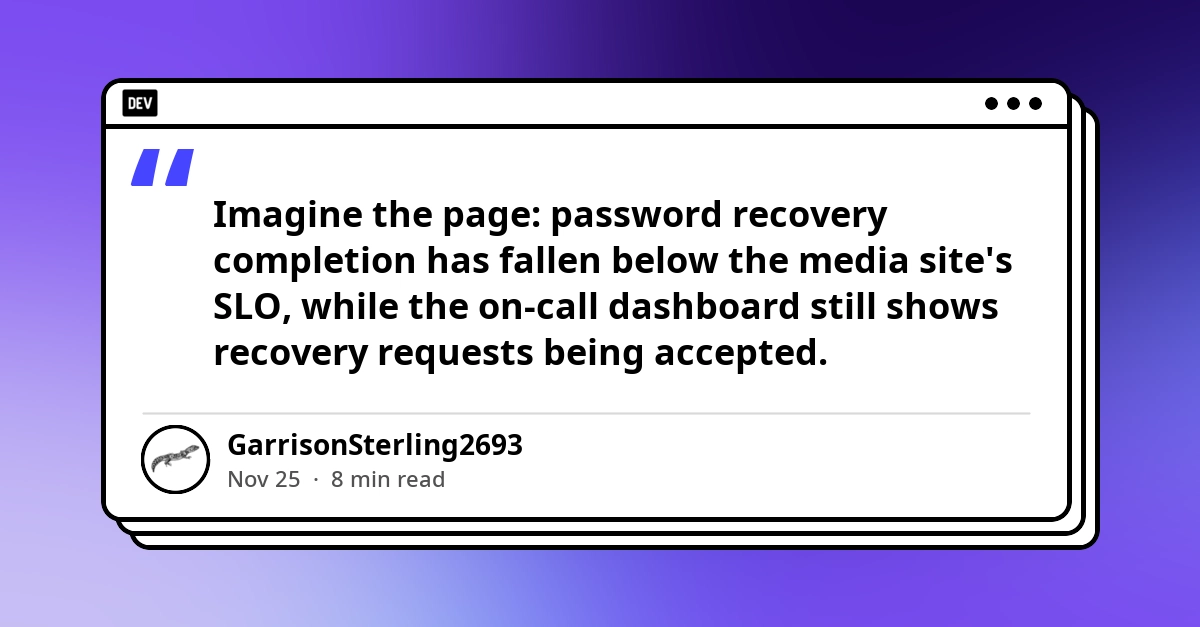 DEV
“
Imagine the page: password recovery
completion has fallen below the media site's
SLO, while the on-call dashboard still shows
recovery requests being accepted.
GarrisonSterling2693
Nov 25 · 8 min read